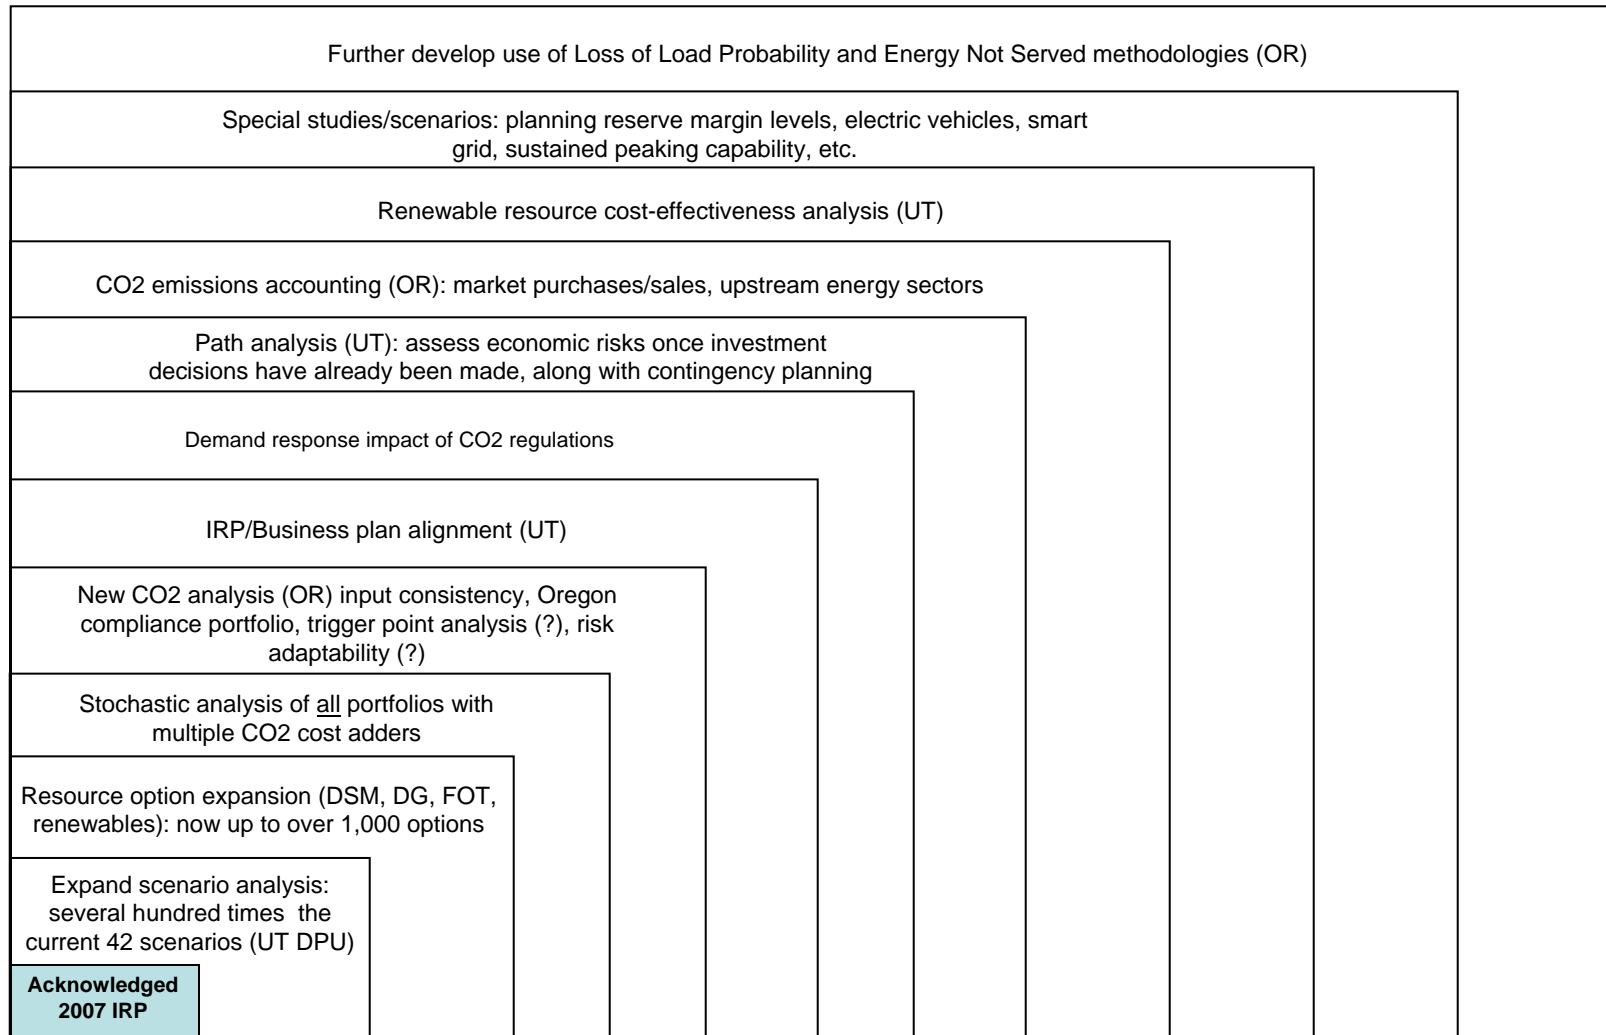 Further develop use of Loss of Load Probability and Energy Not Served methodologies (OR)
Special studies/scenarios: planning reserve margin levels, electric vehicles, smart
grid, sustained peaking capability, etc.
Renewable resource cost-effectiveness analysis (UT)
CO2 emissions accounting (OR): market purchases/sales, upstream energy sectors
Path analysis (UT): assess economic risks once investment
decisions have already been made, along with contingency planning
Demand response impact of CO2 regulations
IRP/Business plan alignment (UT)
New CO2 analysis (OR) input consistency, Oregon
compliance portfolio, trigger point analysis (?), risk
adaptability (?)
Stochastic analysis of all portfolios with
multiple CO2 cost adders
Resource option expansion (DSM, DG, FOT,
renewables): now up to over 1,000 options
Expand scenario analysis:
several hundred times  the
current 42 scenarios (UT DPU)
Acknowledged
2007 IRP